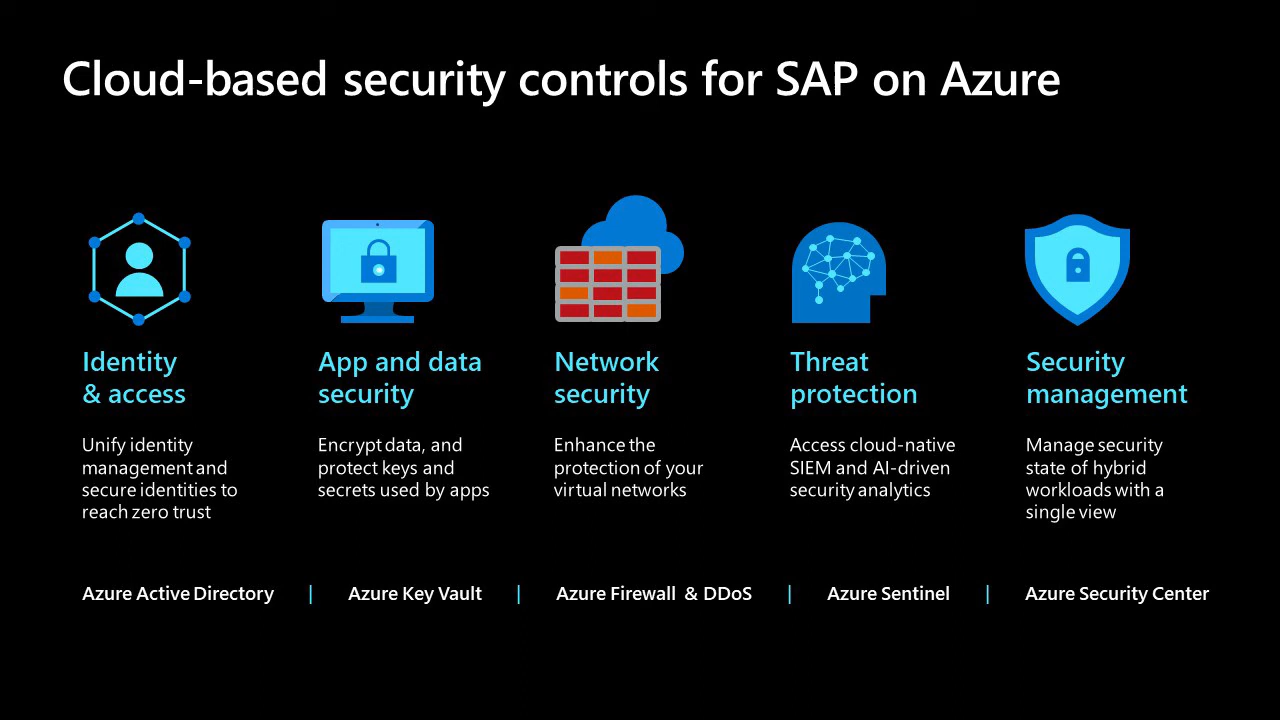 Cloud-based security controls for SAP on Azure
Identity
& access
Unify identity
management and
secure identities to
reach zero trust
App and data
security
Encrypt data, and
protect keys and
secrets used by apps
Network
security
Enhance the
protection of your
virtual networks
Threat
protection
Access cloud-native
SIEM and AI-driven
security analytics
Security
management
Manage security
state of hybrid
workloads with a
single view
Azure Active Directory | Azure Key Vault | Azure Firewall & DDoS | Azure Sentinel | Azure Security Center